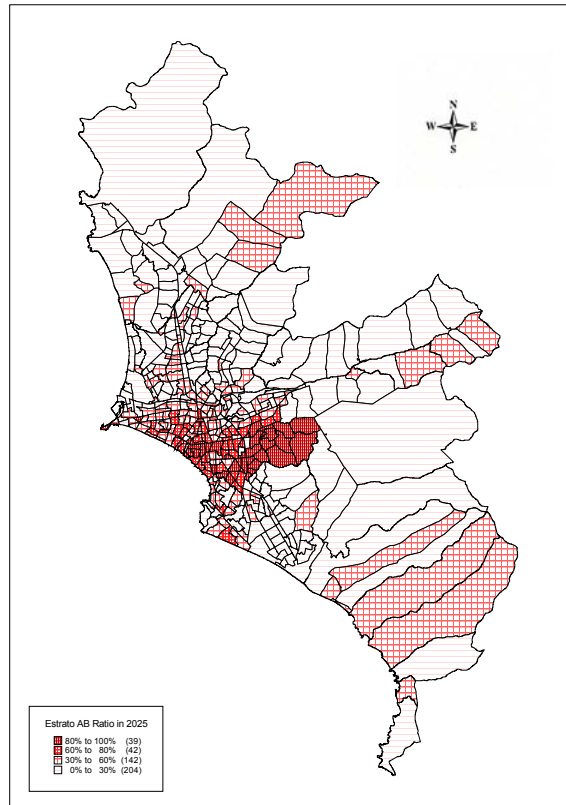 N
W E
S
Estrato AB Ratio in 2025
80% to 100% (39)
60% to 80% (42)
30% to 60% (142)
0% to 30% (204)